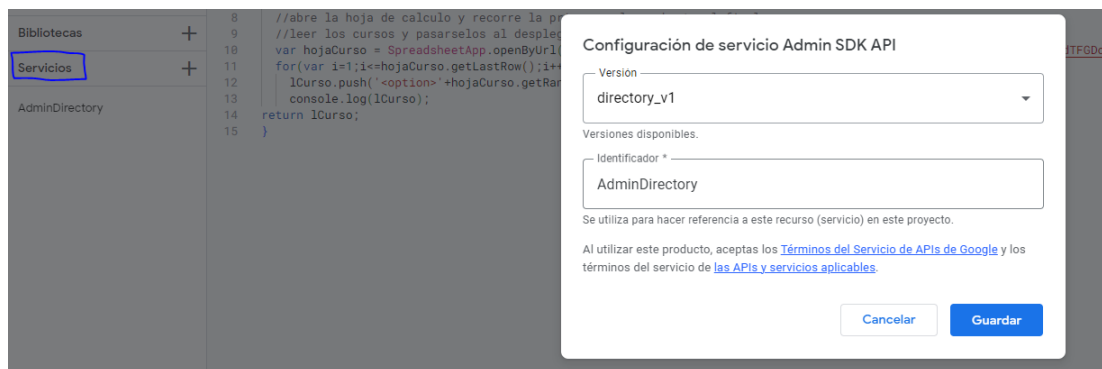 Bibliotecas
Servicios
AdminDirectory
8 //abre la hoja de calculo y recorre la pr
9 //leer los cursos y pasarselos al desple
10 var hojaCurso = SpreadsheetApp.openByUrl(
11 for(var i=1;i<=hojaCurso.getLastRow();i++
12 lCurso.push('<option>'+hojaCurso.getRan
13 console.log(lCurso);
14 return lCurso;
15 }
Configuración de servicio Admin SDK API
Versión
directory_v1
Versiones disponibles.
Identificador *
AdminDirectory
Se utiliza para hacer referencia a este recurso (servicio) en este proyecto.
Al utilizar este producto, aceptas los Términos del Servicio de APIs de Google y los
términos del servicio de las APIs y servicios aplicables.
Cancelar
Guardar